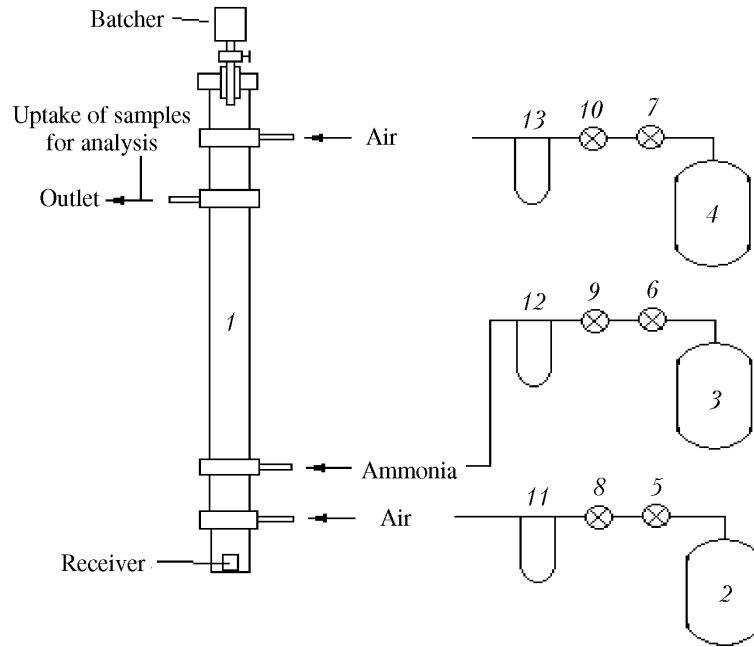 Batcher
Uptake of samples
for analysis
Air
13
10
7
Outlet
4
1
12
9
6
3
Ammonia
11
8
5
Air
Receiver
2